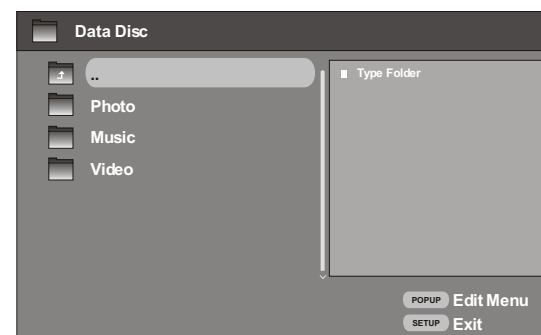 Data Disc
..
Photo
Music
Video
Type Folder
POPUP Edit Menu
SETUP Exit